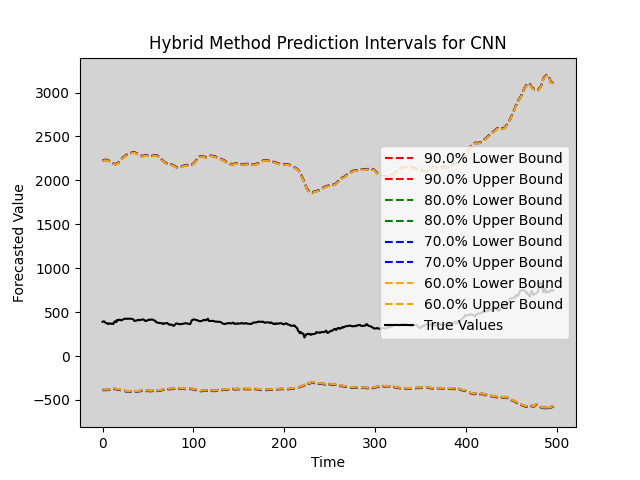 Hybrid Method Prediction Intervals for CNN
Forecasted Value
3000
2500
2000
1500
1000
500
0
−500
90.0% Lower Bound
90.0% Upper Bound
80.0% Lower Bound
80.0% Upper Bound
70.0% Lower Bound
70.0% Upper Bound
60.0% Lower Bound
60.0% Upper Bound
True Values
0 100 200 300 400 500
Time